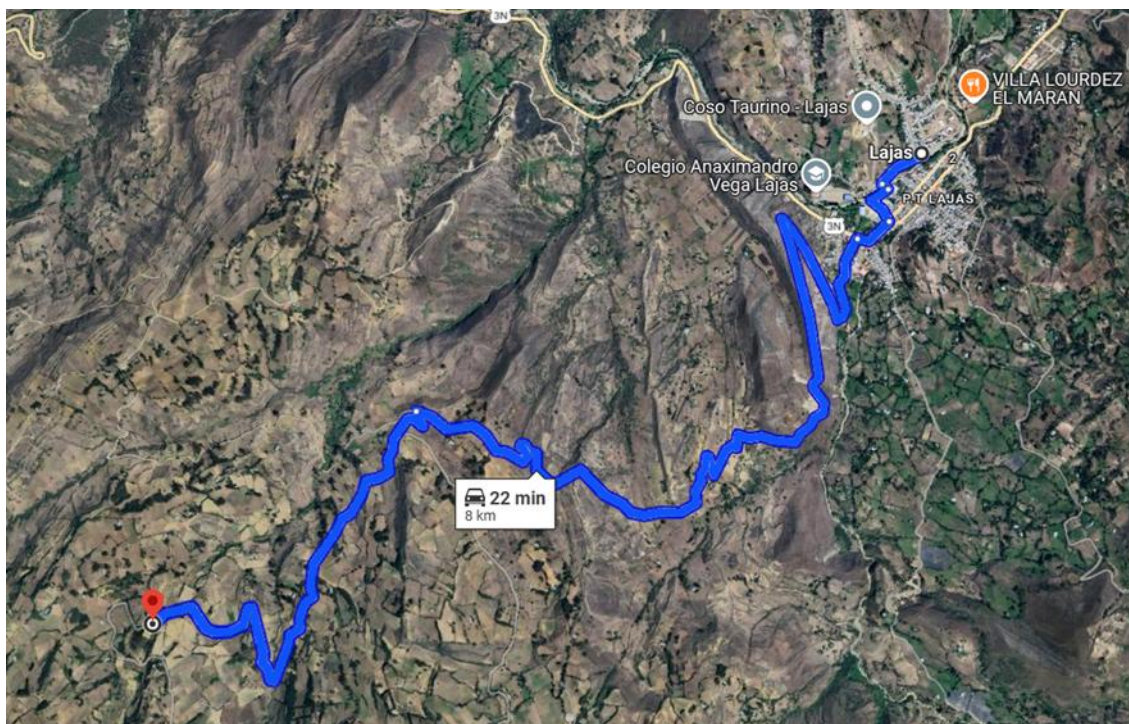 3N
VILLA LOURDEZ
EL MARAN
Coso Taurino - Lajas
Lajas
2
Colegio Anaximandro
Vega Lajas
P.T LAJAS
3N
22 min
8 km